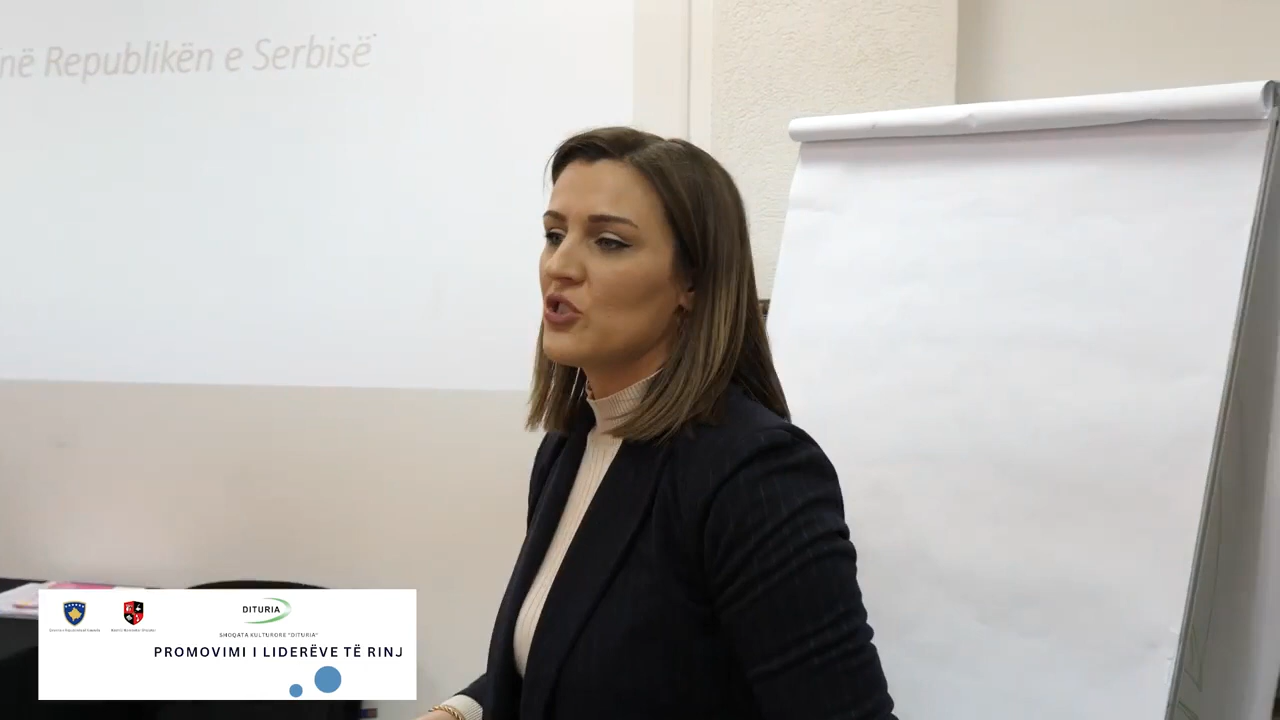 në Republikën e Serbisë
DITURIA
SHOQATA KULTURORE "DITURIA"
PROMOVIMI I LIDERËVE TË RINJ